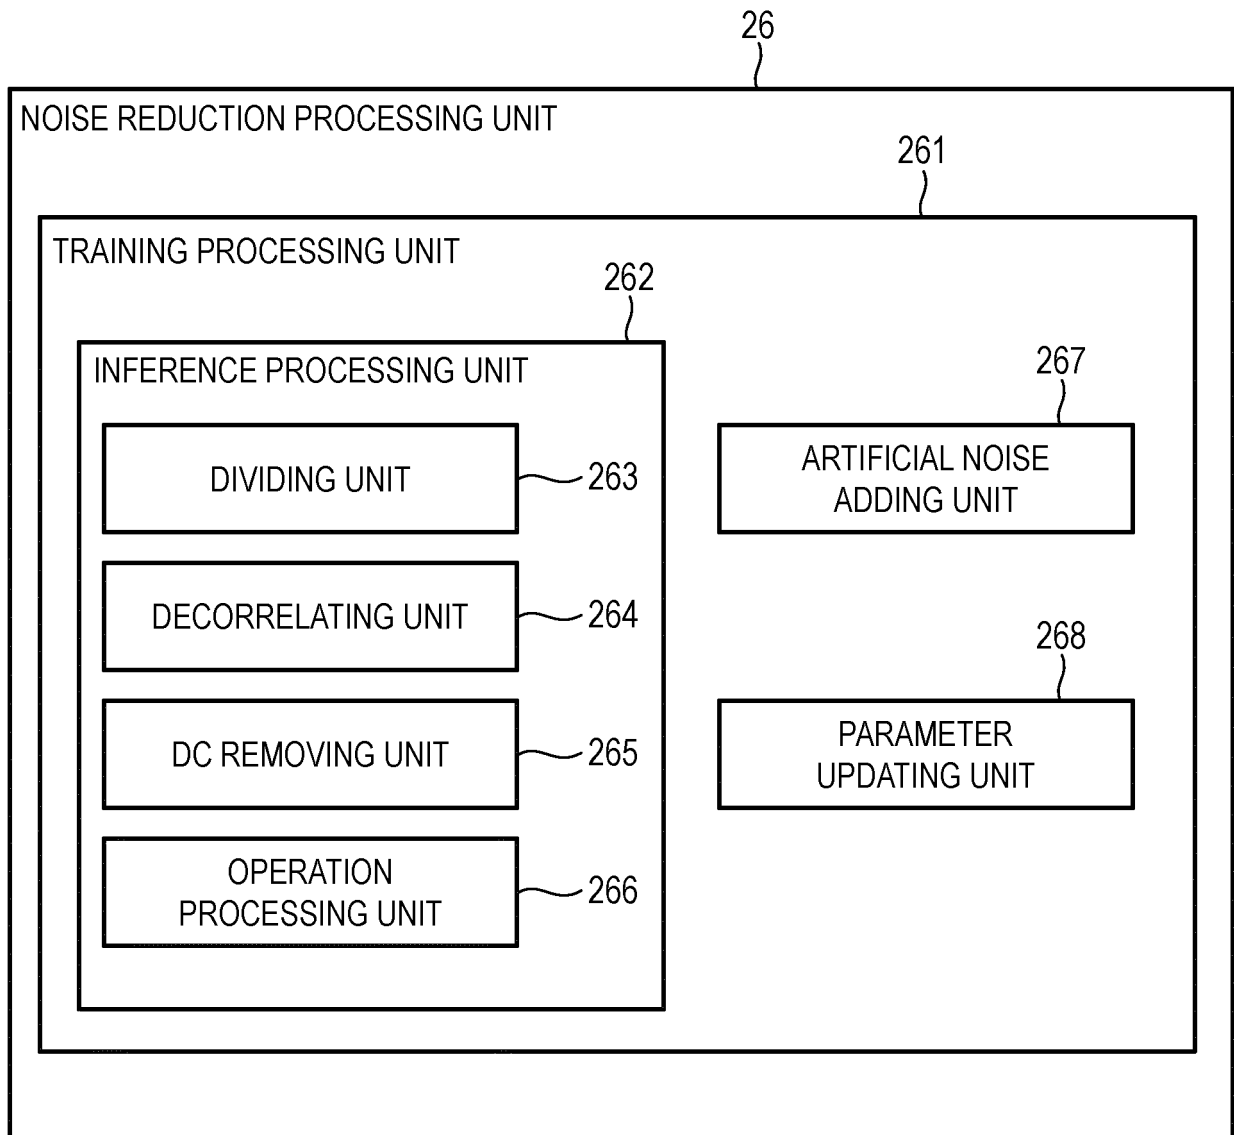 26
NOISE REDUCTION PROCESSING UNIT
261
TRAINING PROCESSING UNIT
262
INFERENCE PROCESSING UNIT
DIVIDING UNIT
263
DECORRELATING UNIT
264
DC REMOVING UNIT
265
OPERATION
PROCESSING UNIT
266
267
ARTIFICIAL NOISE
ADDING UNIT
268
PARAMETER
UPDATING UNIT